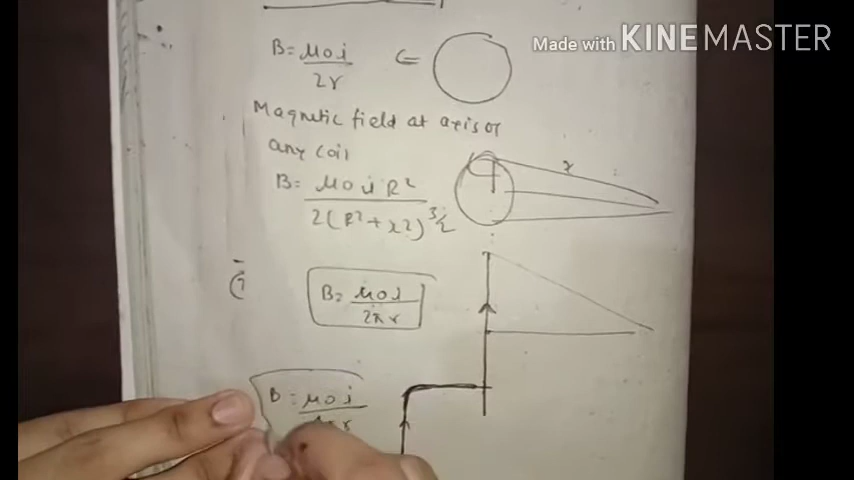 Made with KINEMASTER
B = μ0i / 2r
Magnetic field at axis of
any coil
B = μ0iR² / 2(R²+x²)^3/2
x
B = μ0i / 2πr
B = μ0i